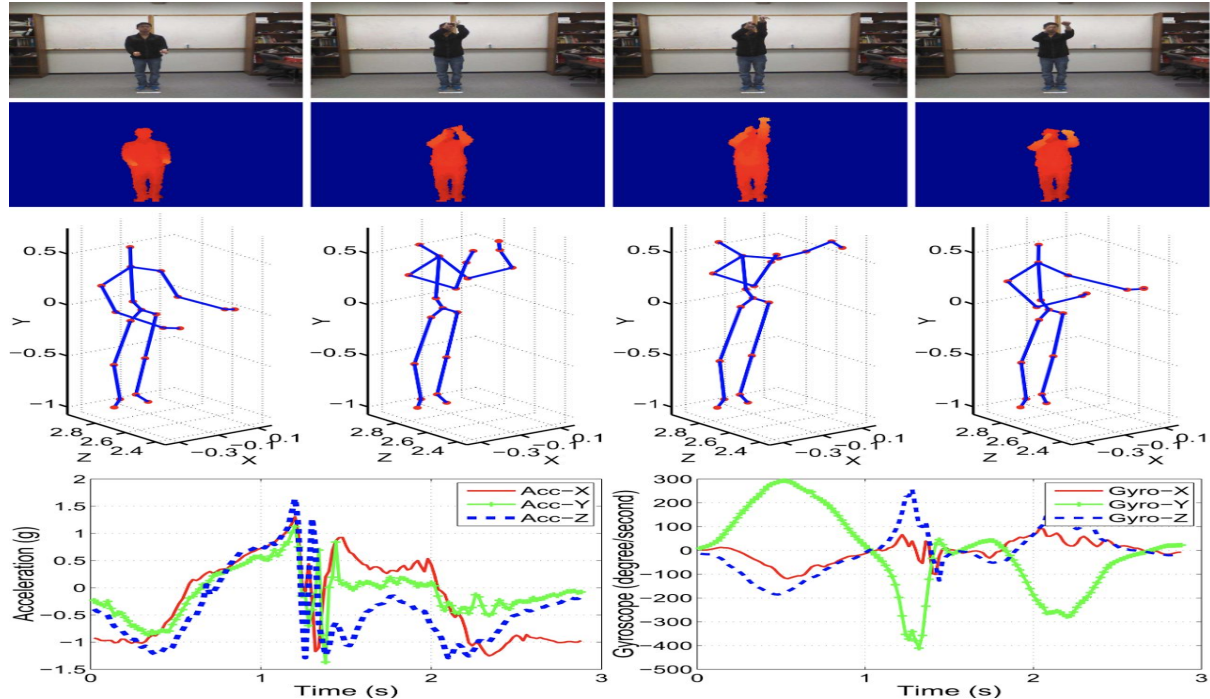 0.5
0
−0.5
−1
Y
2.8
2.6
2.4
Z
−0.3
−0.1
0.1
X
0.5
0
−0.5
−1
Y
2.8
2.6
2.4
Z
−0.3
−0.1
0.1
X
0.5
0
−0.5
−1
Y
2.8
2.6
2.4
Z
−0.3
−0.1
0.1
X
0.5
0
−0.5
−1
Y
2.8
2.6
2.4
Z
−0.3
−0.1
0.1
X
2
1.5
1
0.5
0
−0.5
−1
−1.5
Acceleration (g)
Acc−X
Acc−Y
Acc−Z
0 1 2 3
Time (s)
300
200
100
0
−100
−200
−300
−400
−500
Gyroscope (degree/second)
Gyro−X
Gyro−Y
Gyro−Z
0 1 2 3
Time (s)